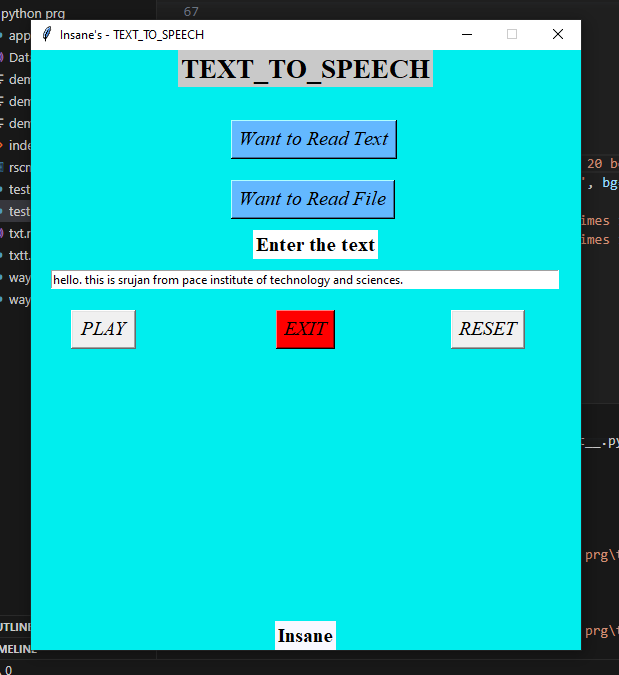 python prg
67
Insane's - TEXT_TO_SPEECH
TEXT_TO_SPEECH
Want to Read Text
Want to Read File
Enter the text
hello. this is srujan from pace institute of technology and sciences.
PLAY EXIT RESET
Insane
app
Data
dem
dem
dem
inde
rscr
test
test
txt.r
txtt.
way
way
20 b
', bg
imes
imes
t__.py
prg\t
prg\t
UTLINE
MELINE
0